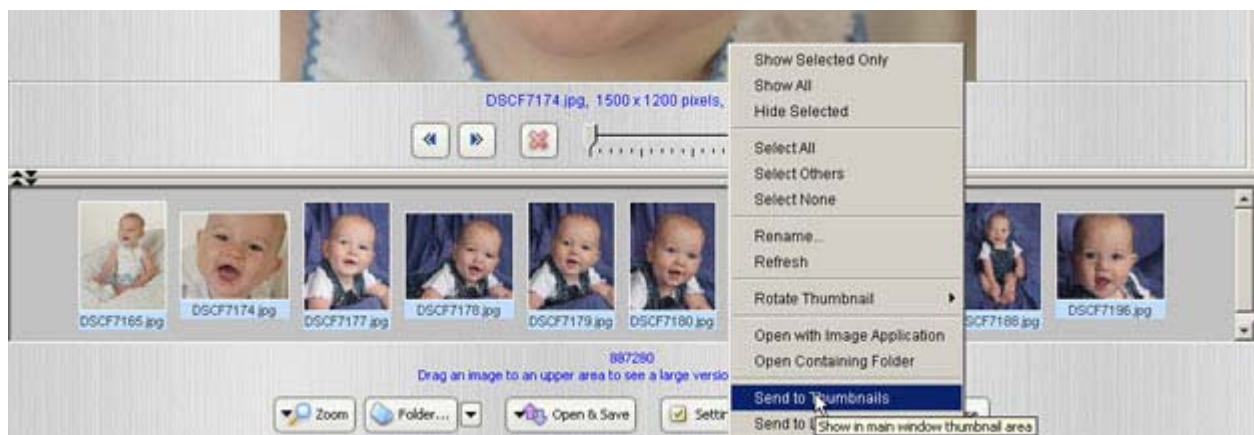 DSCF7174.jpg, 1500 x 1200 pixels,
Show Selected Only
Show All
Hide Selected
Select All
Select Others
Select None
Rename...
Refresh
Rotate Thumbnail
Open with Image Application
Open Containing Folder
Send to Thumbnails
Send to
Show in main window thumbnail area
DSCF7165.jpg
DSCF7174.jpg
DSCF7177.jpg
DSCF7178.jpg
DSCF7179.jpg
DSCF7180.jpg
DSCF7188.jpg
DSCF7196.jpg
887280
Drag an image to an upper area to see a large versio
Zoom
Folder...
Open & Save
Settin